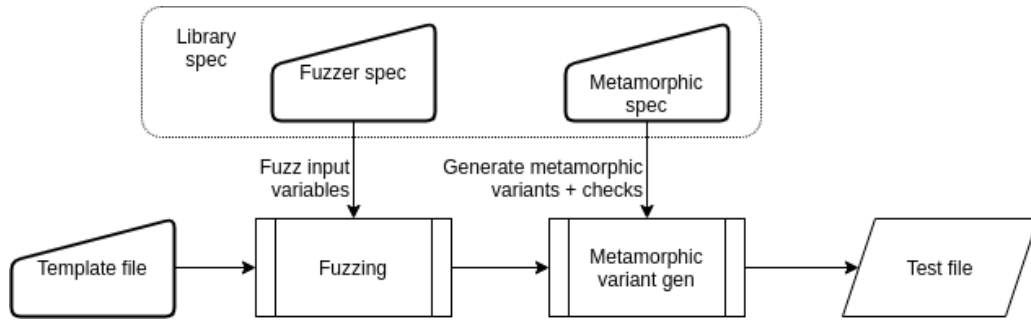 Library
spec
Fuzzer spec
Metamorphic
spec
Fuzz input
variables
Generate metamorphic
variants + checks
Template file
Fuzzing
Metamorphic
variant gen
Test file